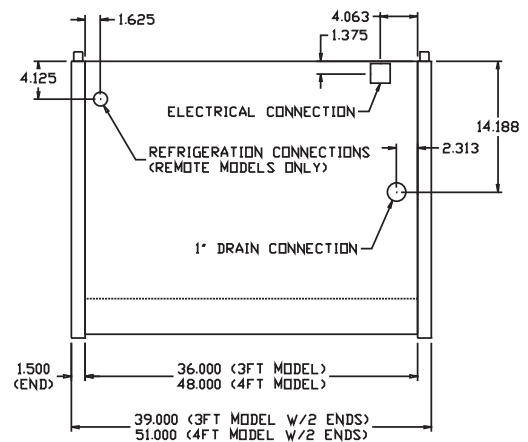 1.625
4.063
1.375
4.125
ELECTRICAL CONNECTION
14.188
REFRIGERATION CONNECTIONS
(REMOTE MODELS ONLY)
2.313
1" DRAIN CONNECTION
1.500
(END)
36.000 (3FT MODEL)
48.000 (4FT MODEL)
39.000 (3FT MODEL W/2 ENDS)
51.000 (4FT MODEL W/2 ENDS)